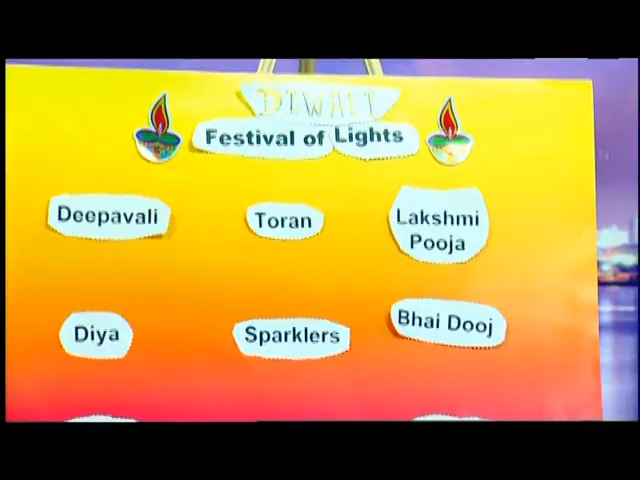 DIWALI
Festival of Lights
Deepavali
Toran
Lakshmi
Pooja
Diya
Sparklers
Bhai Dooj